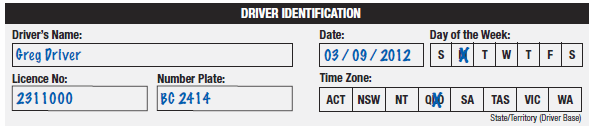 DRIVER IDENTIFICATION
Driver's Name: Date: Day of the Week:
Greg Driver 03 / 09 / 2012 S M T W T F S
Licence No: Number Plate: Time Zone:
2311000 BC 2414 ACT NSW NT QLD SA TAS VIC WA
State/Territory (Driver Base)